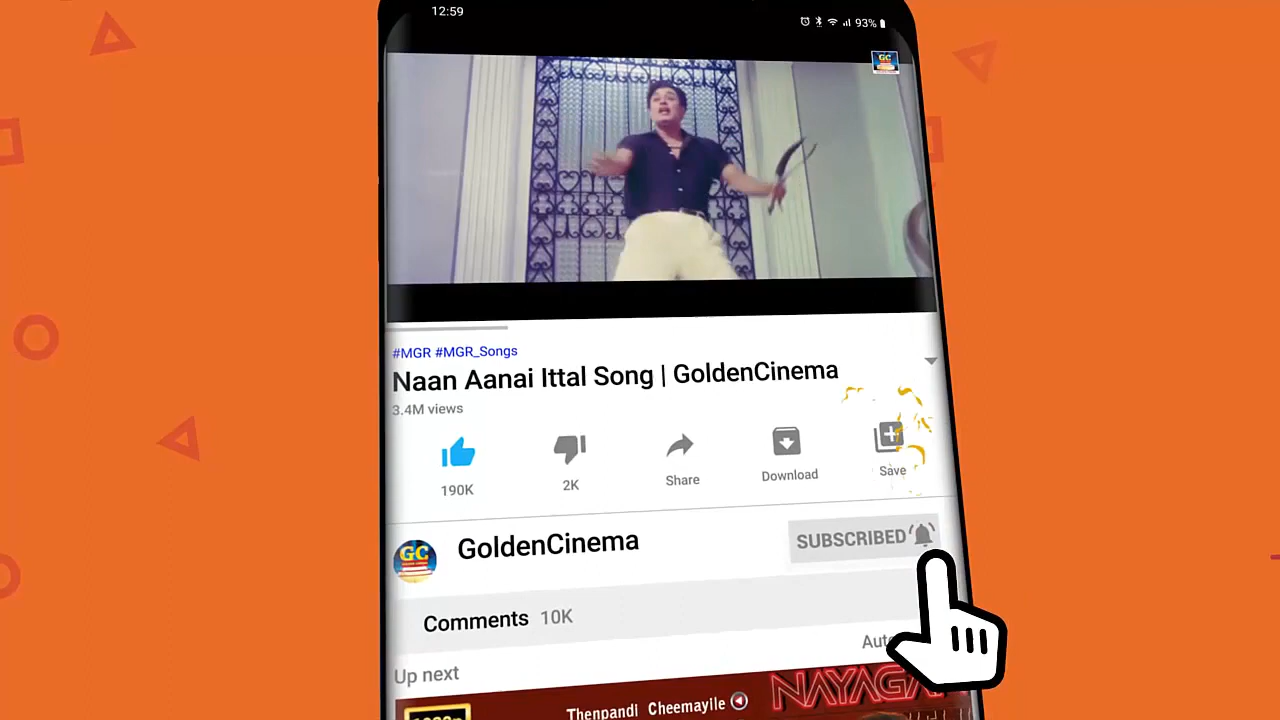 12:59
93%
GC
#MGR #MGR_Songs
Naan Aanai Ittal Song | GoldenCinema
3.4M views
190K
2K
Share
Download
Save
GC
GoldenCinema
SUBSCRIBED
Comments 10K
Up next
Thenpandi Cheemaylle